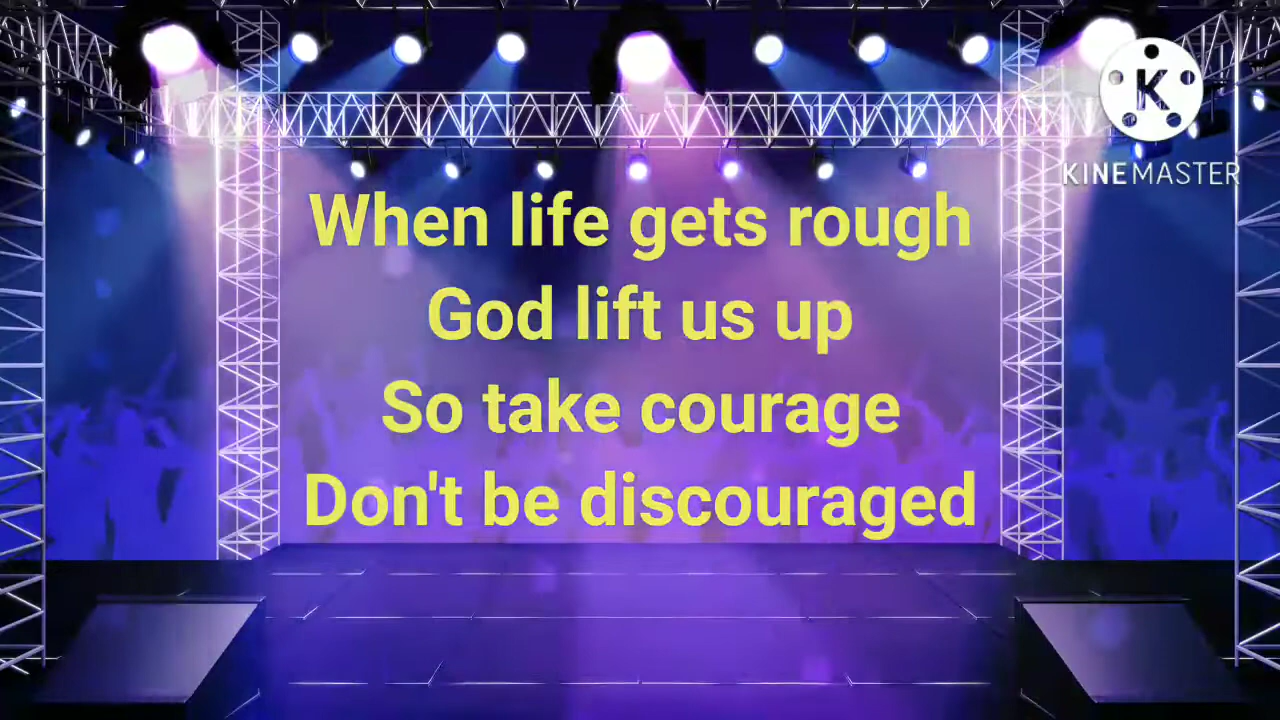 K
KINEMASTER
When life gets rough
God lift us up
So take courage
Don't be discouraged